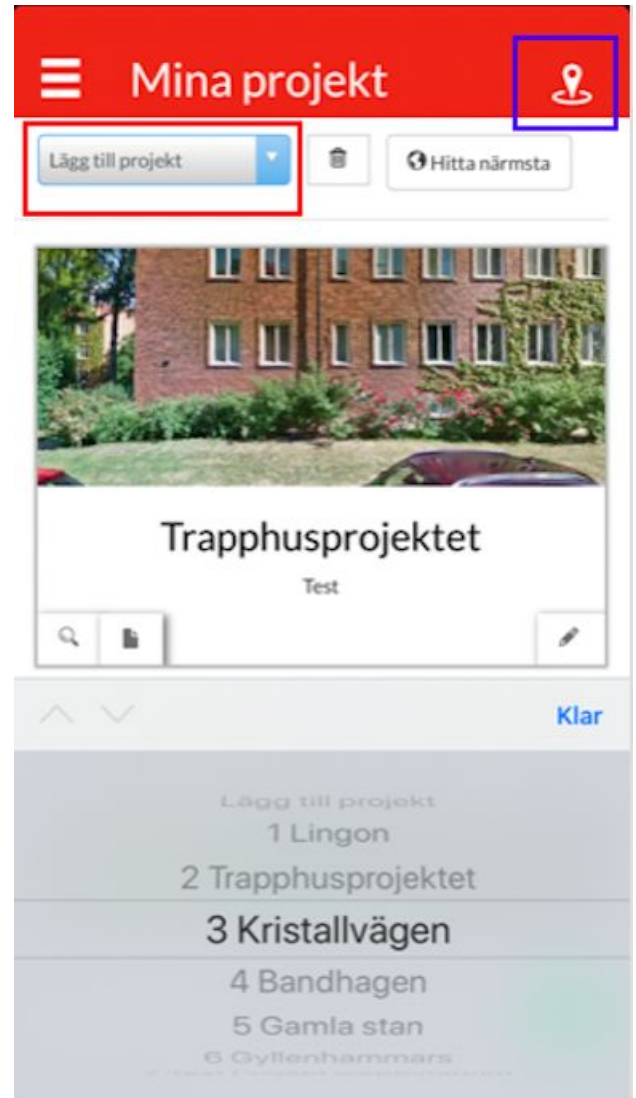 Mina projekt
Lägg till projekt
Hitta närmsta
Trapphusprojektet
Test
Klar
Lägg till projekt
1 Lingon
2 Trapphusprojektet
3 Kristallvägen
4 Bandhagen
5 Gamla stan
6 Gyllenhammars